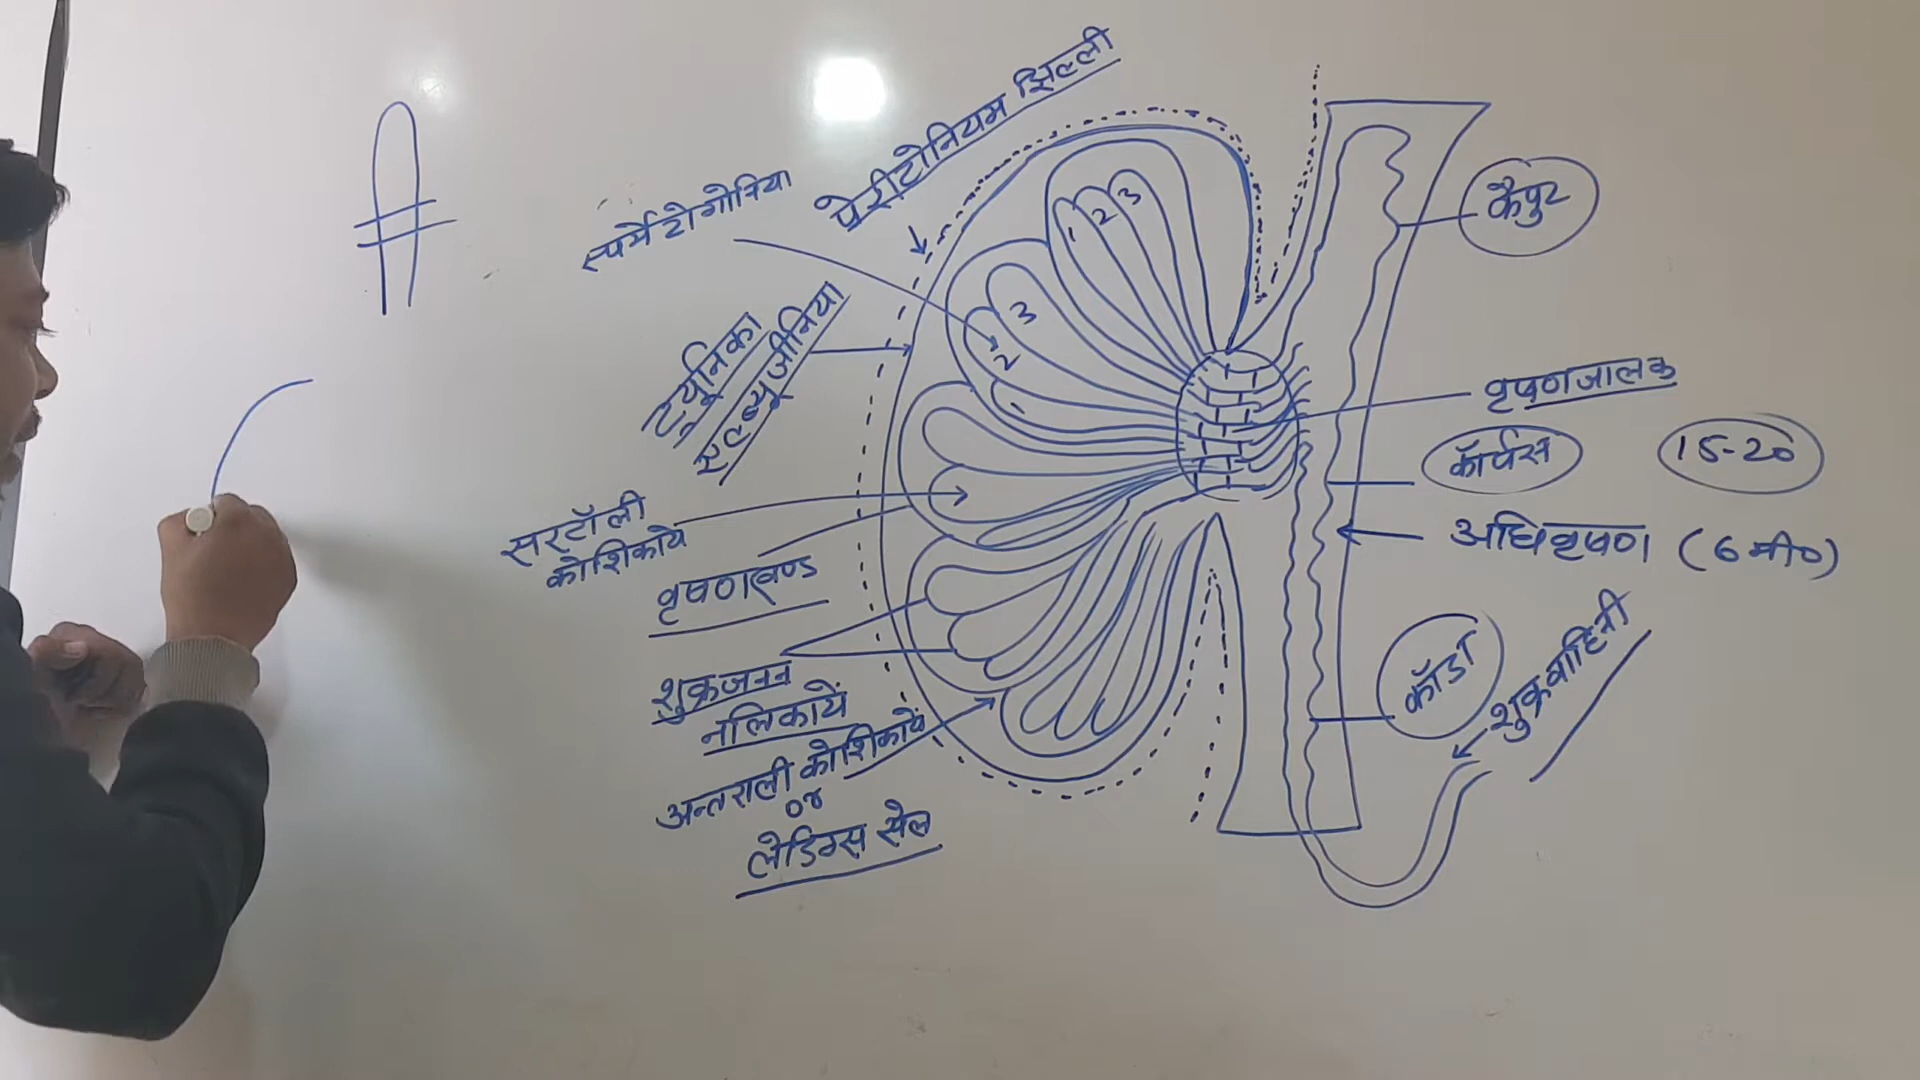 पेरीटोनियम झिल्ली
स्पर्मेटोगोनिया
1 2 3
कैपुट
3
2
1
ट्यूनिका
एल्ब्यूजीनिया
वृषणजालक
कॉर्पस
15-20
सरटॉली
कोशिकायें
अधिवृषण (6 मी०)
वृषणखण्ड
शुक्रजनन
नलिकायें
कॉडा
शुक्रवाहिनी
अन्तराली कोशिकायें
or
लेडिग्स सेल